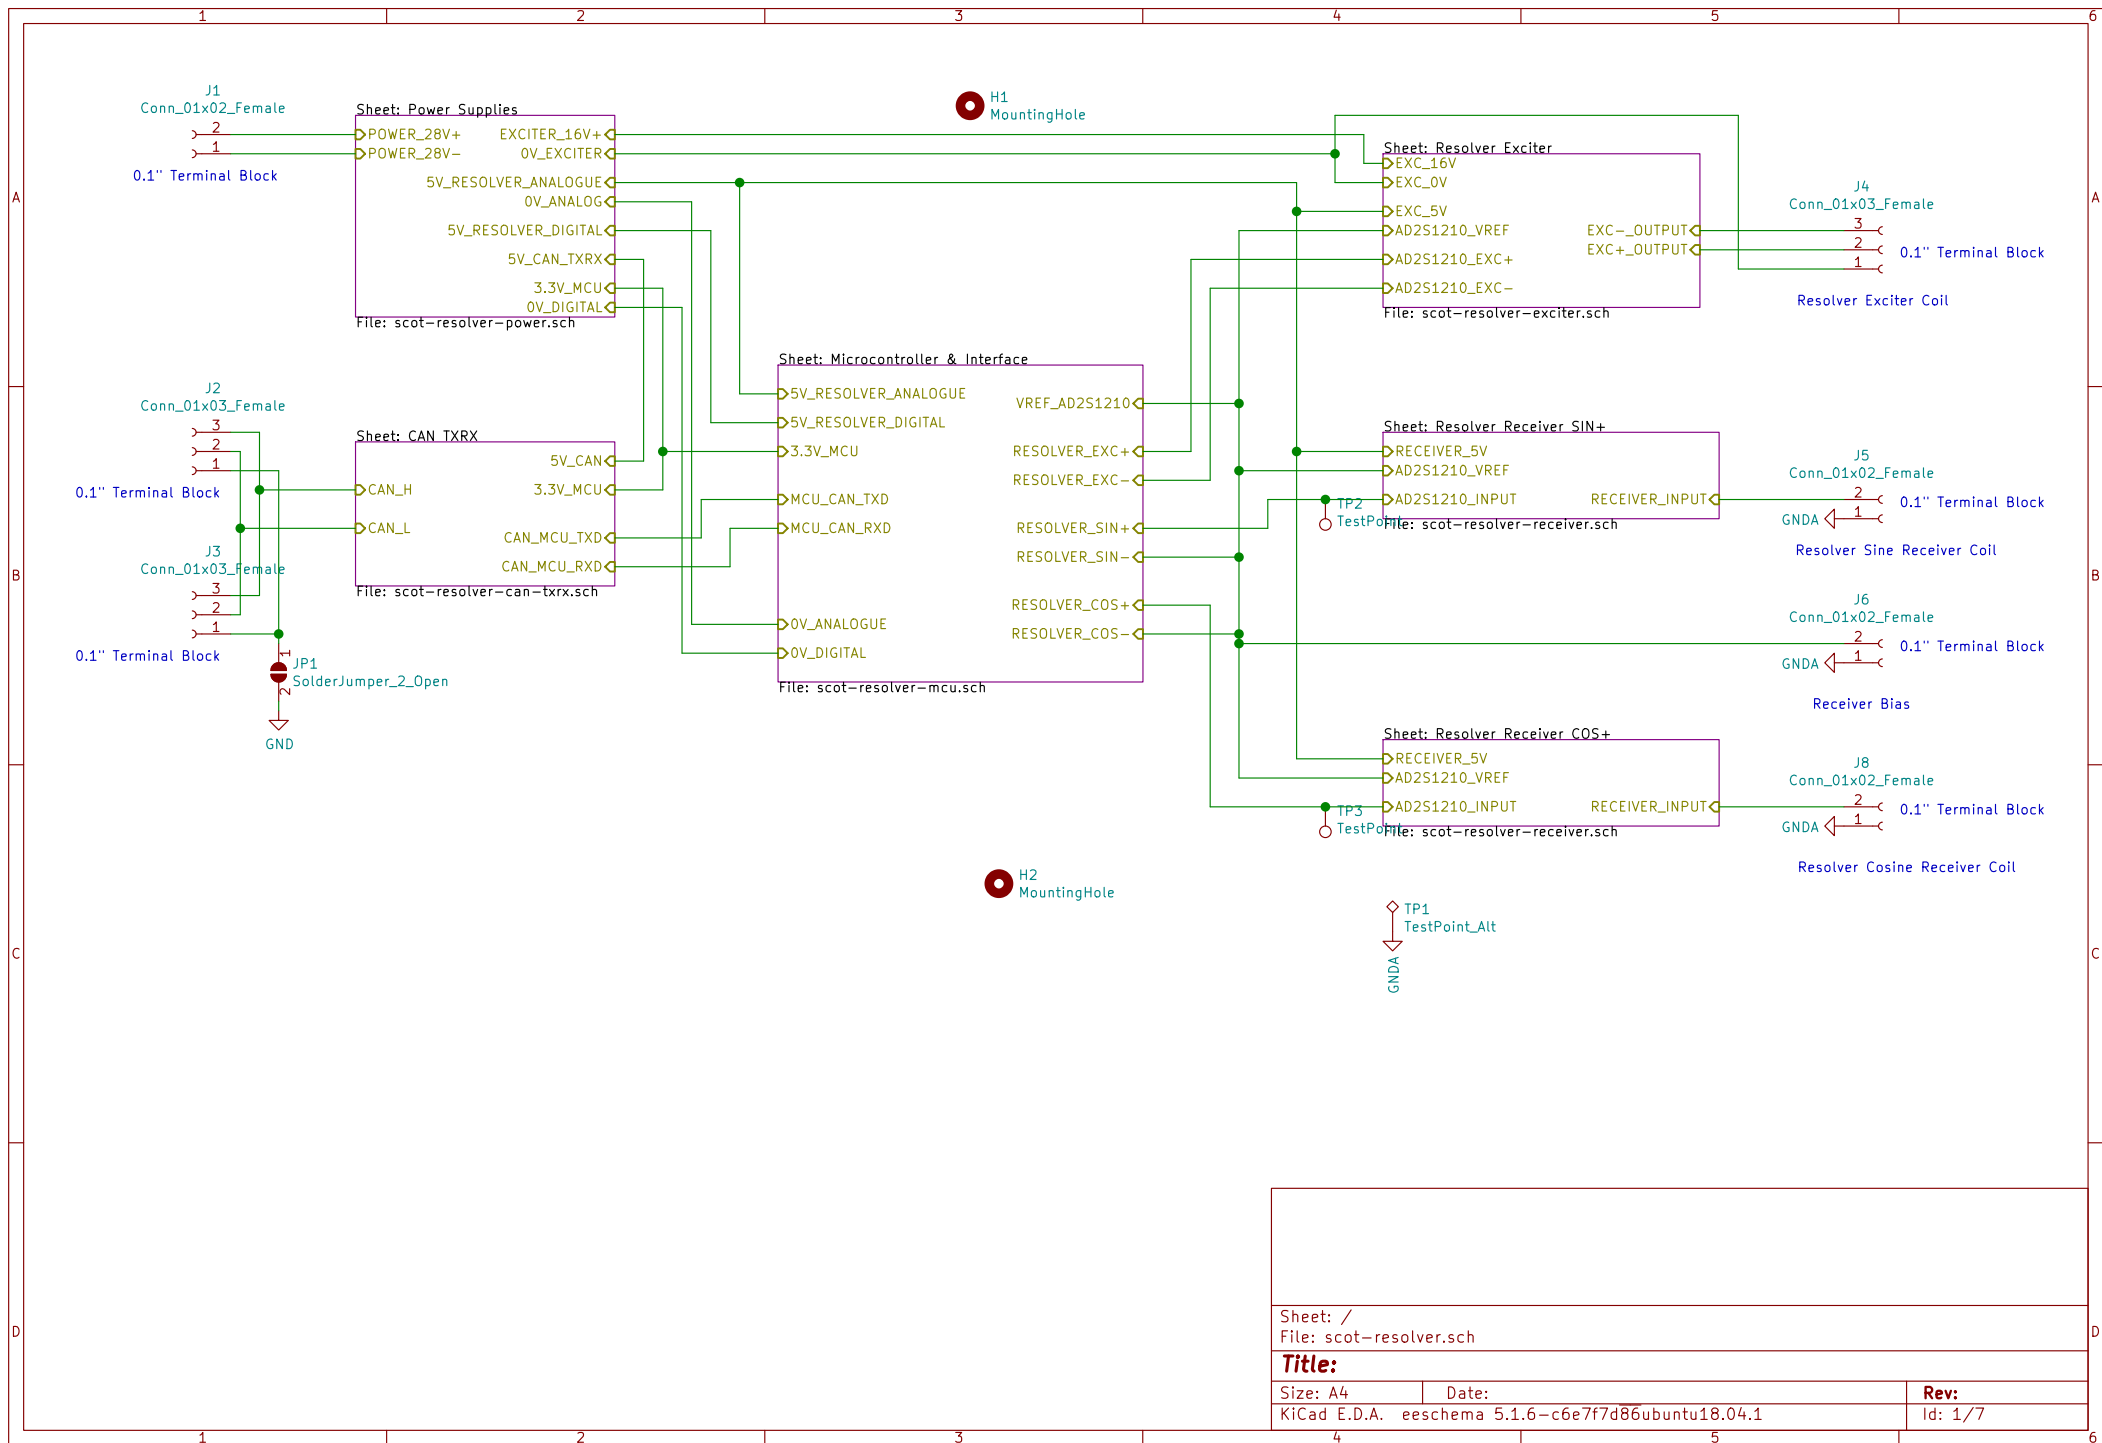 1 2 3 4 5 6
A
B
C
D
J1
Conn_01x02_Female
2
1
0.1" Terminal Block
Sheet: Power Supplies
POWER_28V+
POWER_28V-
EXCITER_16V+
0V_EXCITER
5V_RESOLVER_ANALOGUE
0V_ANALOG
5V_RESOLVER_DIGITAL
5V_CAN_TXRX
3.3V_MCU
0V_DIGITAL
File: scot-resolver-power.sch
H1
MountingHole
Sheet: Resolver Exciter
EXC_16V
EXC_0V
EXC_5V
AD2S1210_VREF
AD2S1210_EXC+
AD2S1210_EXC-
EXC-_OUTPUT
EXC+_OUTPUT
File: scot-resolver-exciter.sch
J4
Conn_01x03_Female
3
2
1
0.1" Terminal Block
Resolver Exciter Coil
J2
Conn_01x03_Female
3
2
1
0.1" Terminal Block
Sheet: CAN TXRX
CAN_H
CAN_L
5V_CAN
3.3V_MCU
CAN_MCU_TXD
CAN_MCU_RXD
File: scot-resolver-can-txrx.sch
J3
Conn_01x03_Female
3
2
1
0.1" Terminal Block
1
JP1
SolderJumper_2_Open
2
GND
Sheet: Microcontroller & Interface
5V_RESOLVER_ANALOGUE
5V_RESOLVER_DIGITAL
3.3V_MCU
MCU_CAN_TXD
MCU_CAN_RXD
0V_ANALOGUE
0V_DIGITAL
VREF_AD2S1210
RESOLVER_EXC+
RESOLVER_EXC-
RESOLVER_SIN+
RESOLVER_SIN-
RESOLVER_COS+
RESOLVER_COS-
File: scot-resolver-mcu.sch
Sheet: Resolver Receiver SIN+
RECEIVER_5V
AD2S1210_VREF
AD2S1210_INPUT
RECEIVER_INPUT
TP2
TestPoint
File: scot-resolver-receiver.sch
J5
Conn_01x02_Female
2
1
GNDA
0.1" Terminal Block
Resolver Sine Receiver Coil
J6
Conn_01x02_Female
2
1
GNDA
0.1" Terminal Block
Receiver Bias
Sheet: Resolver Receiver COS+
RECEIVER_5V
AD2S1210_VREF
AD2S1210_INPUT
RECEIVER_INPUT
TP3
TestPoint
File: scot-resolver-receiver.sch
J8
Conn_01x02_Female
2
1
GNDA
0.1" Terminal Block
Resolver Cosine Receiver Coil
H2
MountingHole
TP1
TestPoint_Alt
GNDA
A
B
C
D
Sheet: /
File: scot-resolver.sch
Title:
Size: A4
Date:
Rev:
KiCad E.D.A. eeschema 5.1.6-c6e7f7d86ubuntu18.04.1
Id: 1/7
1 2 3 4 5 6